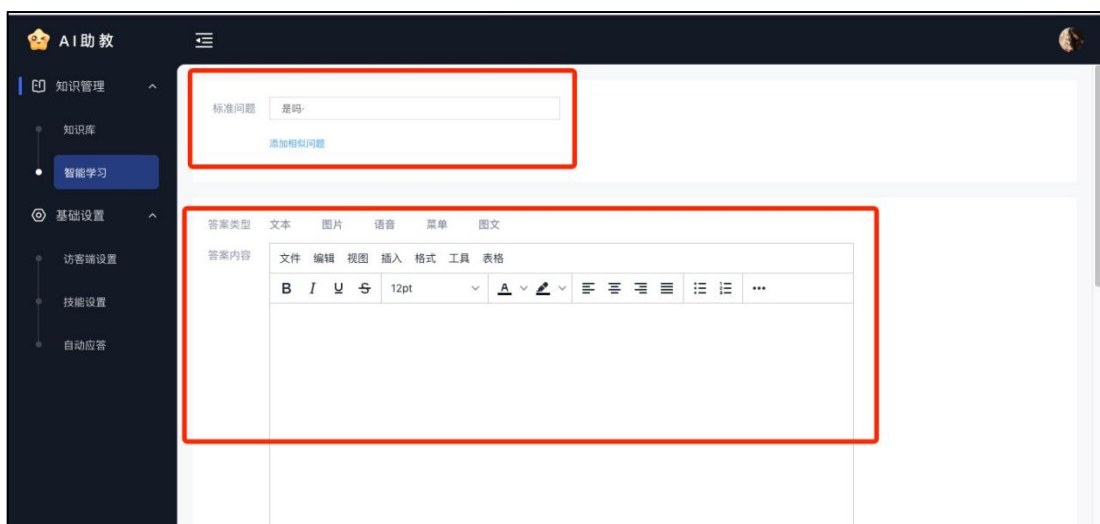 AI助教
知识管理
知识库
智能学习
基础设置
访客端设置
技能设置
自动应答
标准问题 是吗·
添加相似问题
答案类型 文本 图片 语音 菜单 图文
答案内容 文件 编辑 视图 插入 格式 工具 表格
B I U S 12pt A